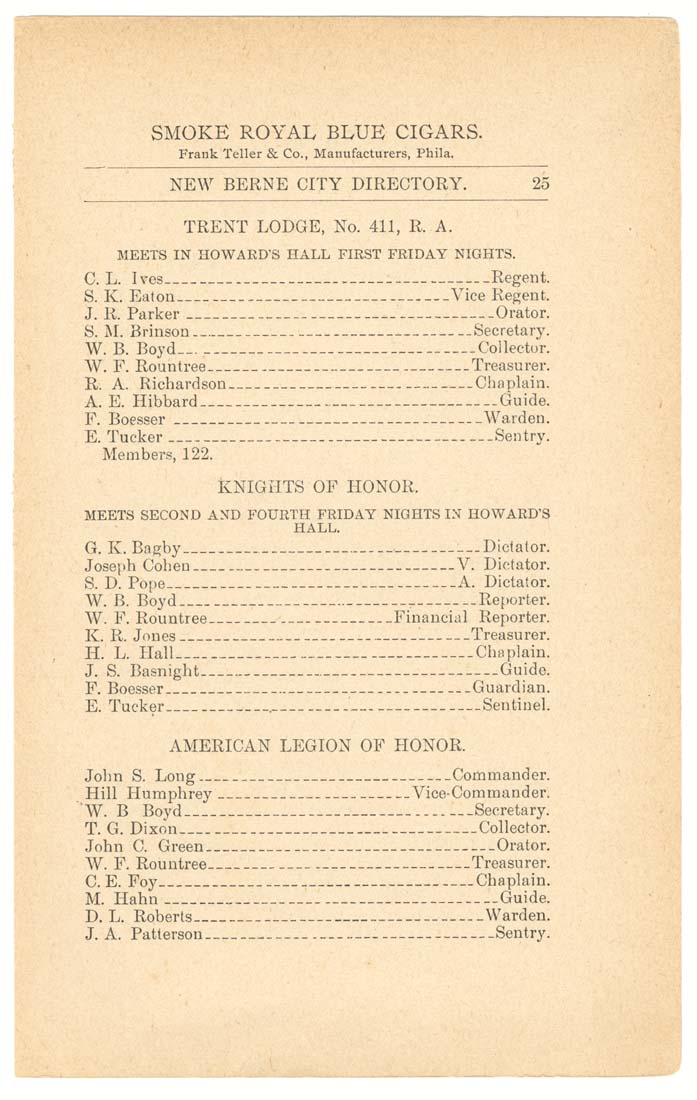 SMOKE ROYAL BLUE CIGARS.
Frank Teller & Co., Manufacturers, Phila.
NEW BERNE CITY DIRECTORY. 25
TRENT LODGE, No. 411, R. A.
MEETS IN HOWARD'S HALL FIRST FRIDAY NIGHTS.
C. L. Ives Regent.
S. K. Eaton Vice Regent.
J. R. Parker Orator.
S. M. Brinson Secretary.
W. B. Boyd Collector.
W. F. Rountree Treasurer.
R. A. Richardson Chaplain.
A. E. Hibbard Guide.
F. Boesser Warden.
E. Tucker Sentry.
Members, 122.
KNIGHTS OF HONOR.
MEETS SECOND AND FOURTH FRIDAY NIGHTS IN HOWARD'S
HALL.
G. K. Bagby Dictator.
Joseph Cohen V. Dictator.
S. D. Pope A. Dictator.
W. B. Boyd Reporter.
W. F. Rountree Financial Reporter.
K. R. Jones Treasurer.
H. L. Hall Chaplain.
J. S. Basnight Guide.
F. Boesser Guardian.
E. Tucker Sentinel.
AMERICAN LEGION OF HONOR.
John S. Long Commander.
Hill Humphrey Vice-Commander.
W. B Boyd Secretary.
T. G. Dixon Collector.
John C. Green Orator.
W. F. Rountree Treasurer.
C. E. Foy Chaplain.
M. Hahn Guide.
D. L. Roberts Warden.
J. A. Patterson Sentry.